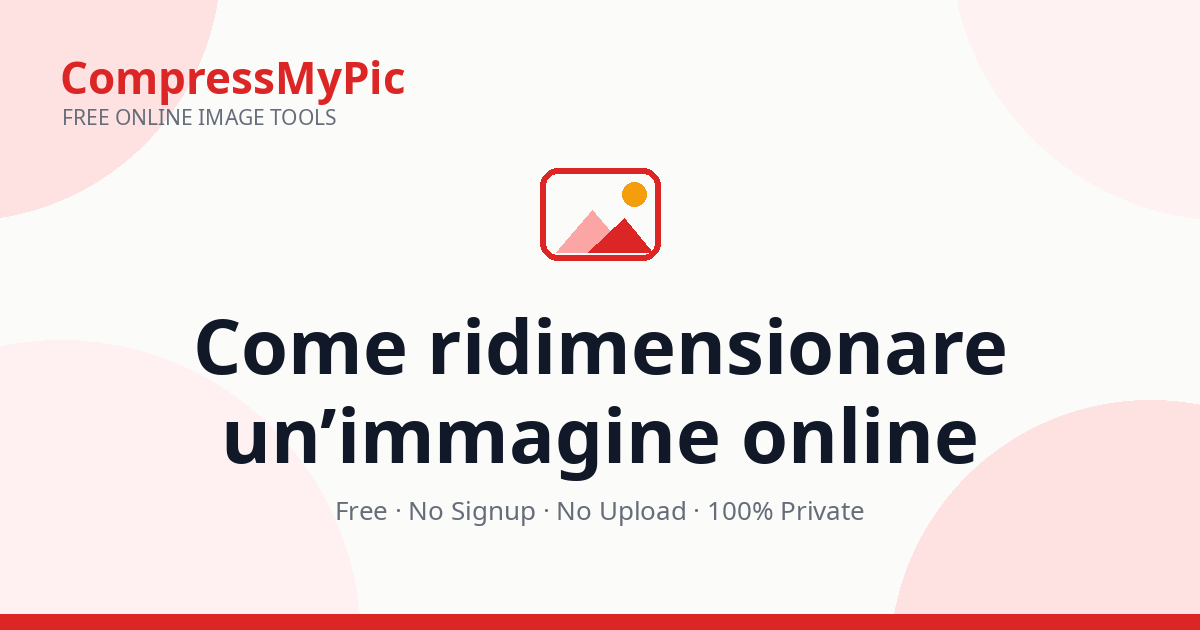 CompressMyPic
FREE ONLINE IMAGE TOOLS
Come ridimensionare
un’immagine online
Free · No Signup · No Upload · 100% Private